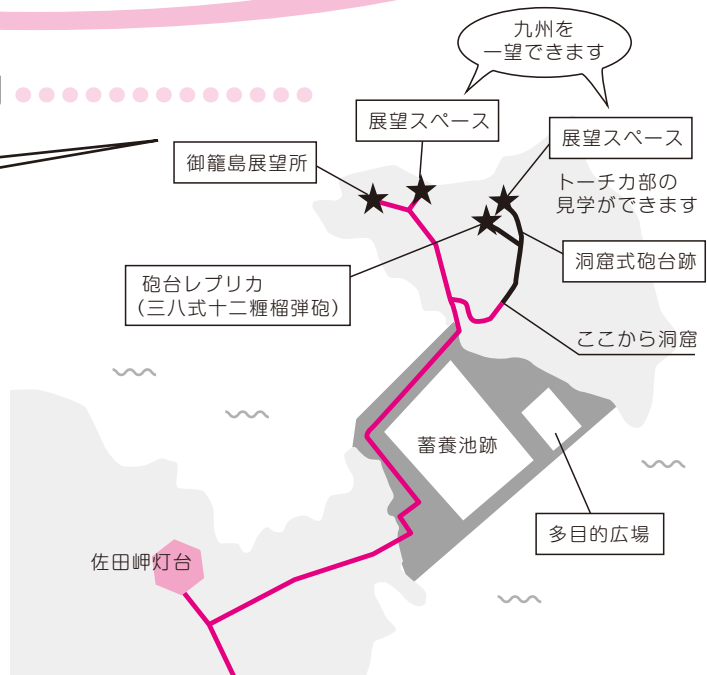 九州を
一望できます
展望スペース
展望スペース
御籠島展望所
トーチカ部の
見学ができます
洞窟式砲台跡
砲台レプリカ
(三八式十二糎榴弾砲)
ここから洞窟
蓄養池跡
多目的広場
佐田岬灯台